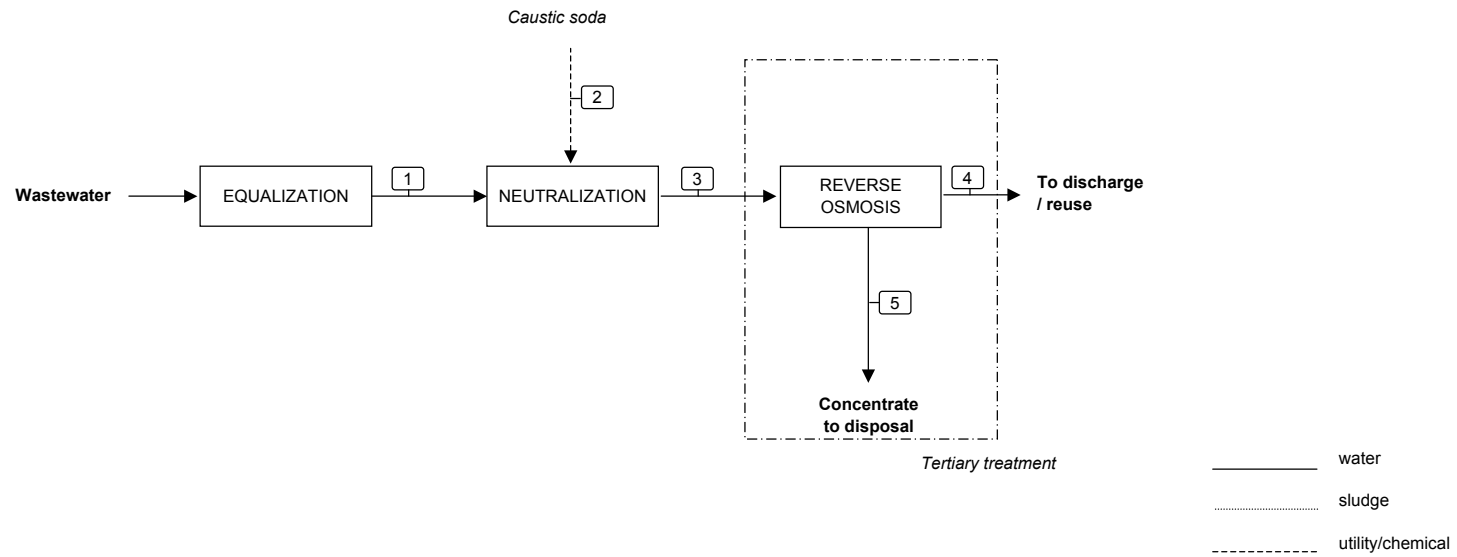 Caustic soda
2
Wastewater
EQUALIZATION
1
NEUTRALIZATION
3
REVERSE
OSMOSIS
4
To discharge
/ reuse
5
Concentrate
to disposal
Tertiary treatment
water
sludge
utility/chemical